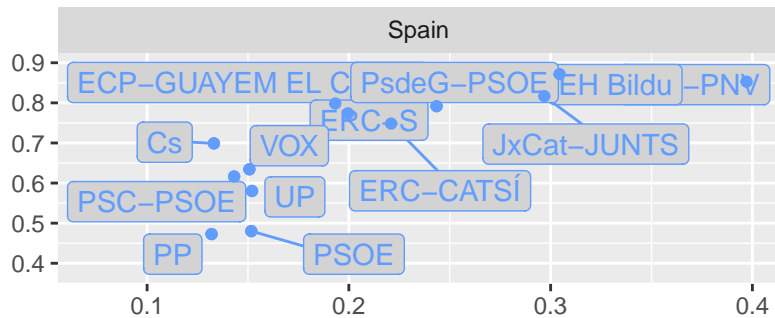 Spain
0.9
0.8
0.7
0.6
0.5
0.4
ECP–GUAYEM EL C
PsdeG–PSOE
EH Bildu
–PNV
ERC–S
Cs
VOX
JxCat–JUNTS
PSC–PSOE
UP
ERC–CATSÍ
PP
PSOE
0.1 0.2 0.3 0.4